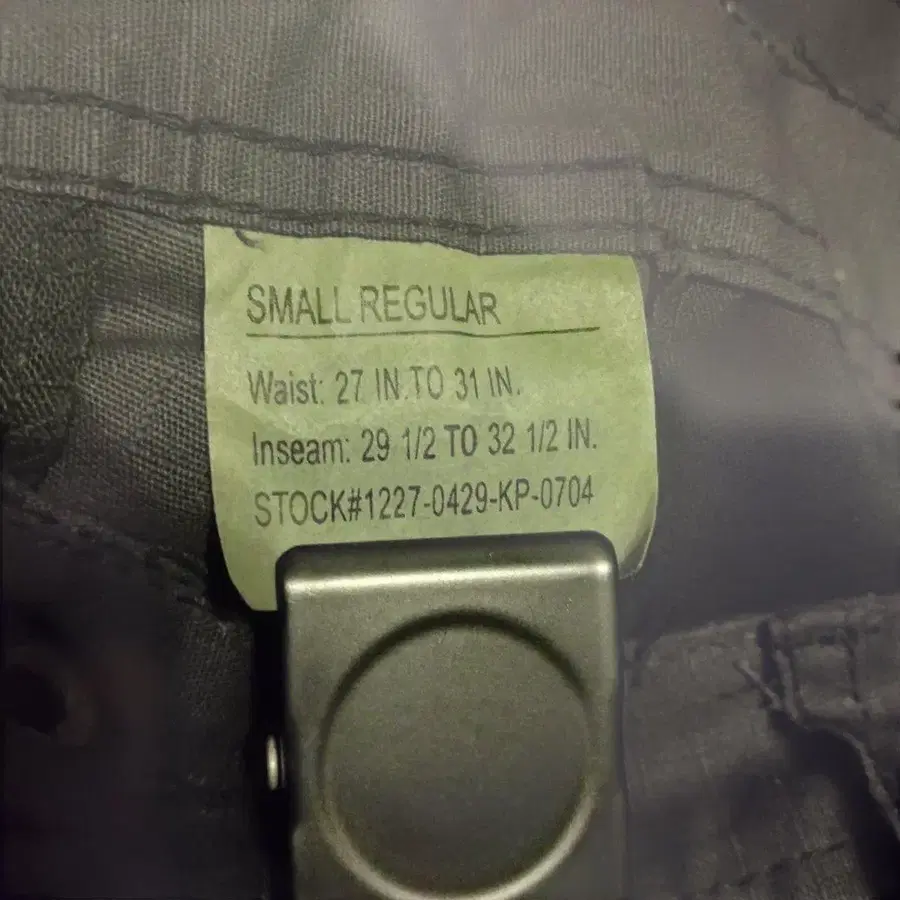 SMALL REGULAR
Waist: 27 IN.TO 31 IN.
Inseam: 29 1/2 TO 32 1/2 IN.
STOCK#1227-0429-KP-0704